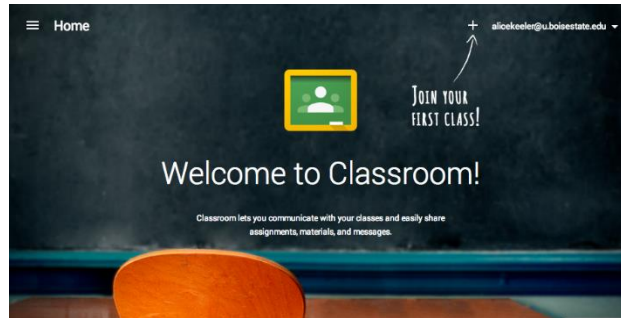 Home
+ alicekeeler@u.boisestate.edu
JOIN YOUR
FIRST CLASS!
Welcome to Classroom!
Classroom lets you communicate with your classes and easily share
assignments, materials, and messages.